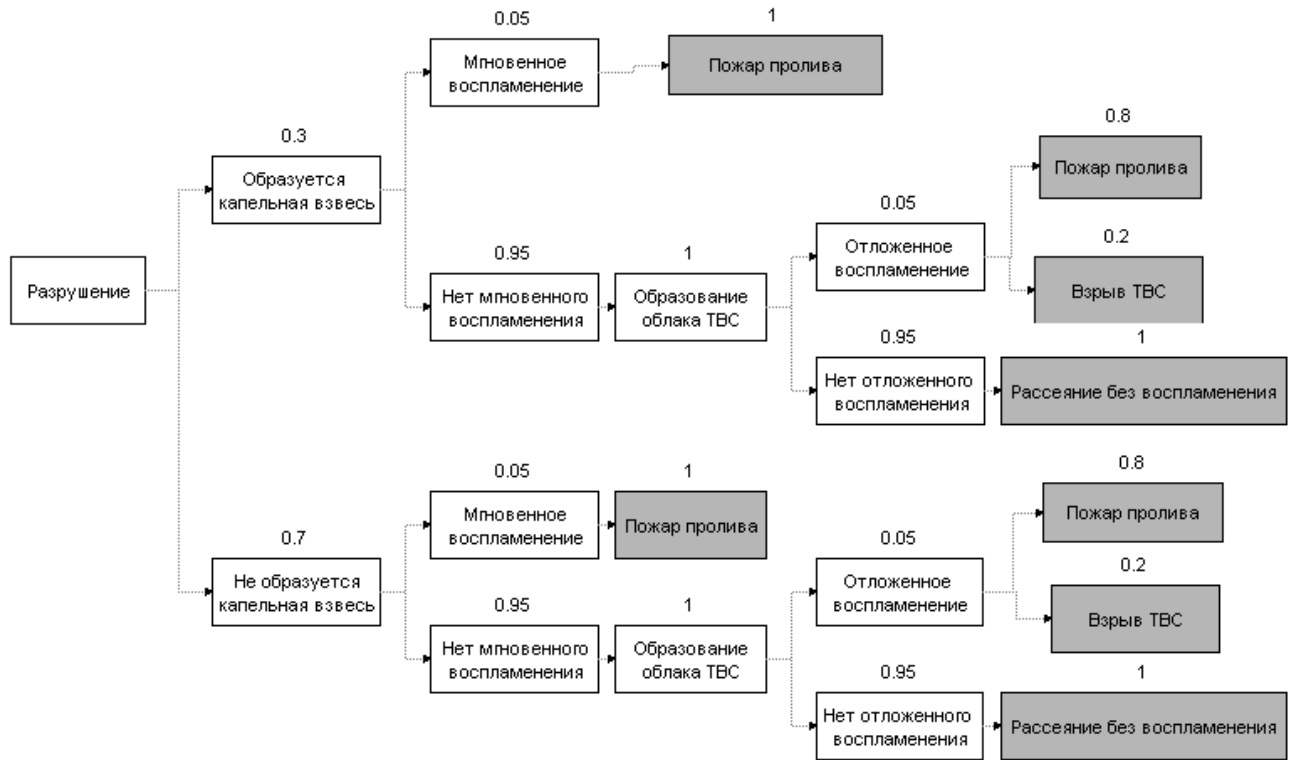 0.05
1
Мгновенное
воспламенение
Пожар пролива
0.3
Образуется
капельная взвесь
0.8
Пожар пролива
0.05
Отложенное
воспламенение
0.2
Взрыв ТВС
0.95
Нет мгновенного
воспламенения
1
Образование
облака ТВС
Разрушение
0.95
Нет отложенного
воспламенения
1
Рассеяние без воспламенения
0.05
Мгновенное
воспламенение
1
Пожар пролива
0.8
Пожар пролива
0.7
Не образуется
капельная взвесь
0.05
Отложенное
воспламенение
0.2
Взрыв ТВС
0.95
Нет мгновенного
воспламенения
1
Образование
облака ТВС
0.95
Нет отложенного
воспламенения
1
Рассеяние без воспламенения